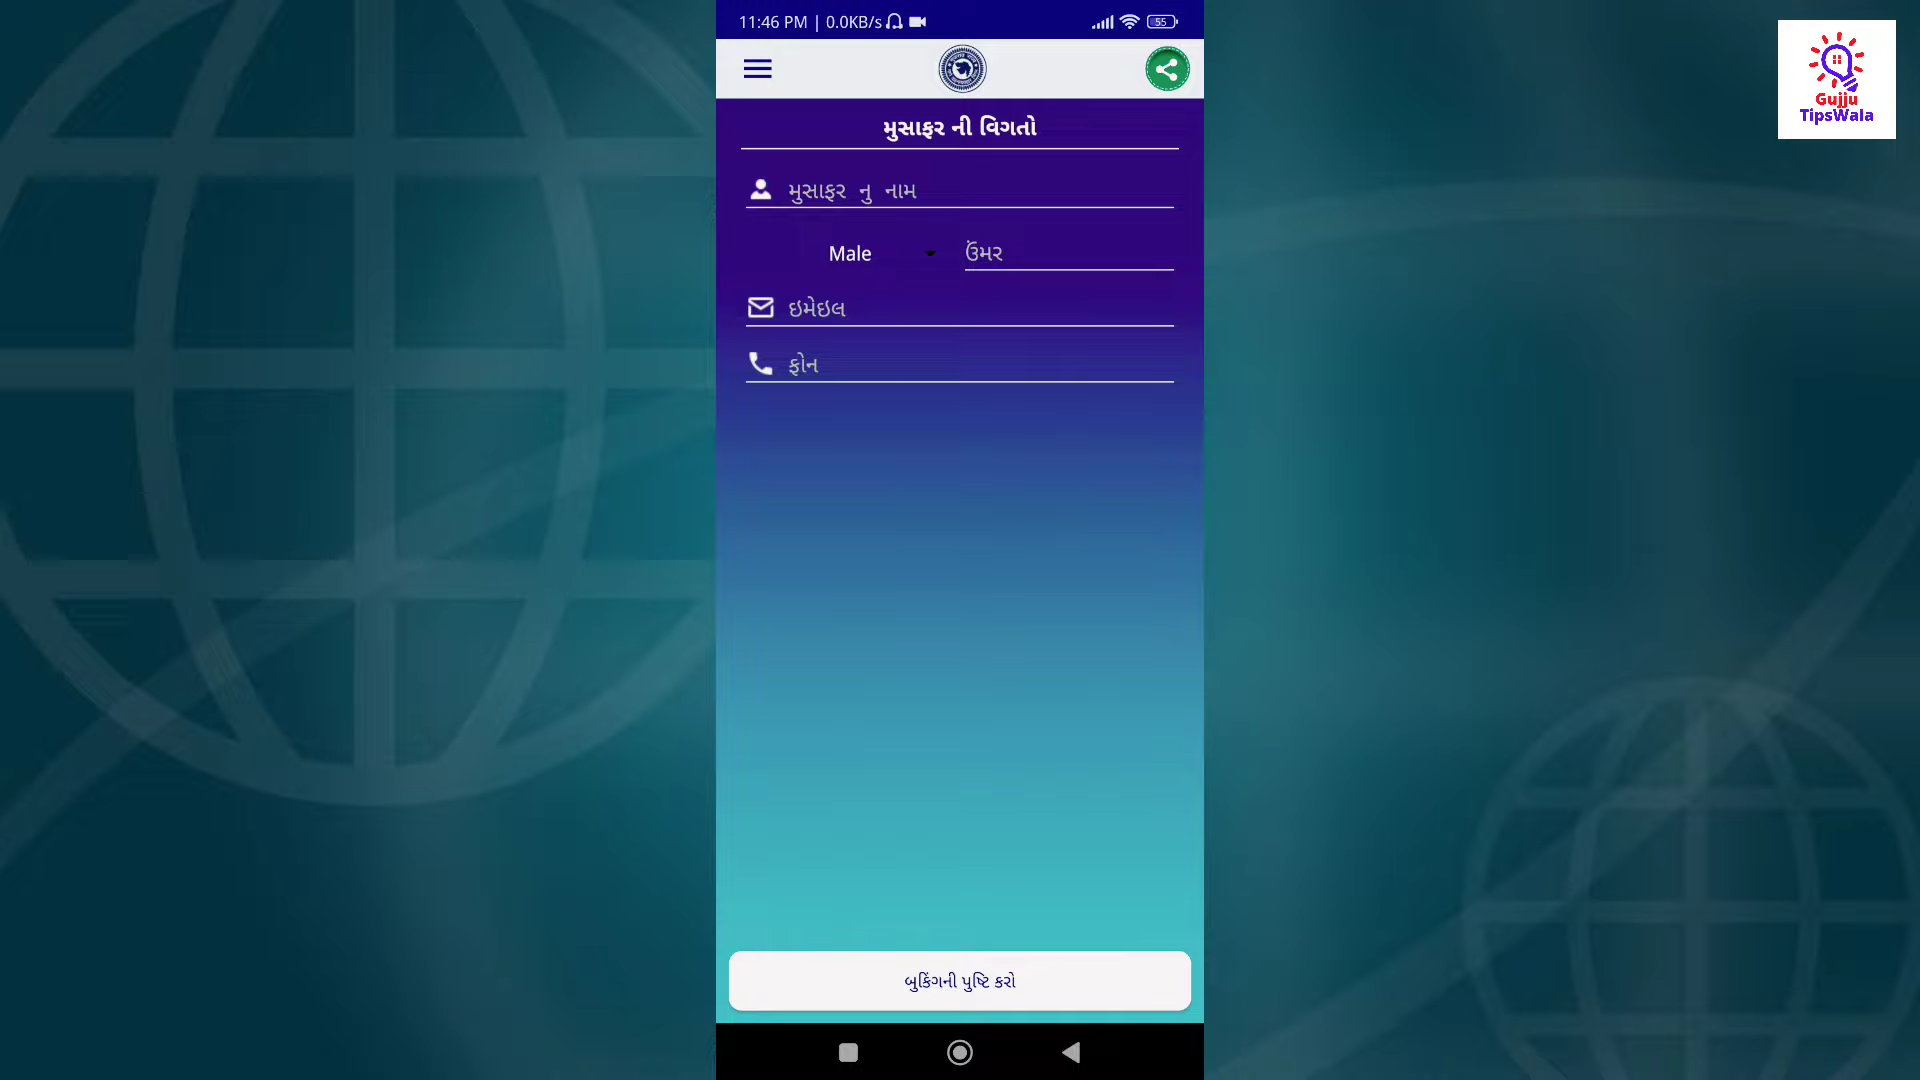 11:46 PM | 0.0KB/s
55
Gujju
TipsWala
મુસાફર ની વિગતો
મુસાફર નુ નામ
Male
ઉંમર
ઇમેઇલ
ફોન
બુકિંગની પુષ્ટિ કરો